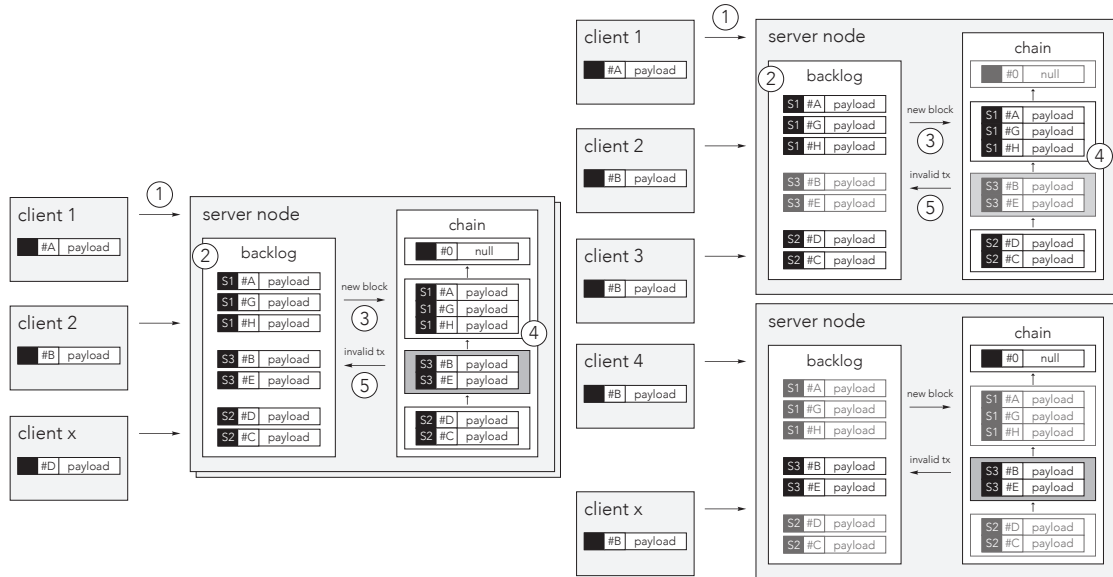 client 1
#A payload
client 2
#B payload
client x
#D payload
1
server node
2
backlog
S1 #A payload
S1 #G payload
S1 #H payload
S3 #B payload
S3 #E payload
S2 #D payload
S2 #C payload
new block
3
invalid tx
5
chain
#0 null
S1 #A payload
S1 #G payload
S1 #H payload
4
S3 #B payload
S3 #E payload
S2 #D payload
S2 #C payload
client 1
#A payload
client 2
#B payload
client 3
#B payload
client 4
#B payload
client x
#B payload
1
server node
2
backlog
S1 #A payload
S1 #G payload
S1 #H payload
S3 #B payload
S3 #E payload
S2 #D payload
S2 #C payload
new block
3
invalid tx
5
chain
#0 null
S1 #A payload
S1 #G payload
S1 #H payload
4
S3 #B payload
S3 #E payload
S2 #D payload
S2 #C payload
server node
backlog
S1 #A payload
S1 #G payload
S1 #H payload
S3 #B payload
S3 #E payload
S2 #D payload
S2 #C payload
new block
invalid tx
chain
#0 null
S1 #A payload
S1 #G payload
S1 #H payload
S3 #B payload
S3 #E payload
S2 #D payload
S2 #C payload